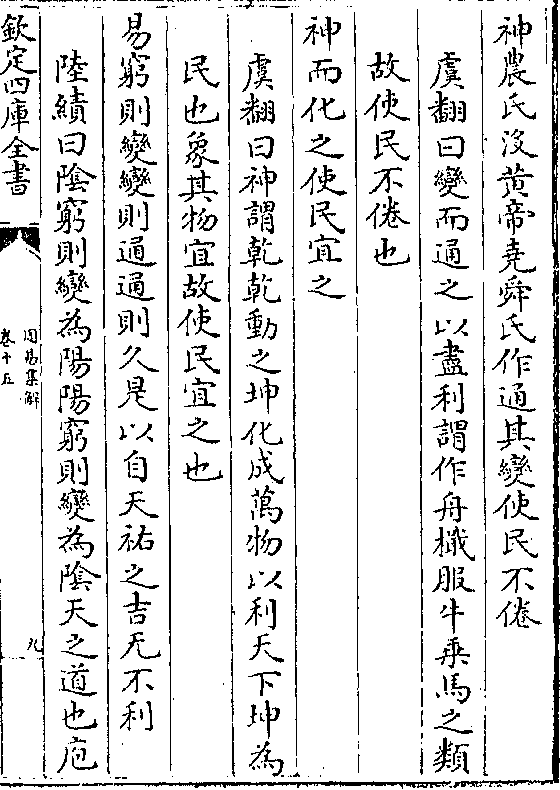 神農氏沒黄帝堯舜氏作通其變使民不倦
虞翻曰變而通之以盡利謂作舟檝服牛乘馬之類
故使民不倦也
神而化之使民宜之
虞翻曰神謂乾乾動之坤化成萬物以利天下坤為
民也象其物宜故使民宜之也
易窮則變變則通通則久是以自天祐之吉无不利
陸績曰陰窮則變為陽陽窮則變為陰天之道也庖
欽定四庫全書
周易集解
卷十五
九